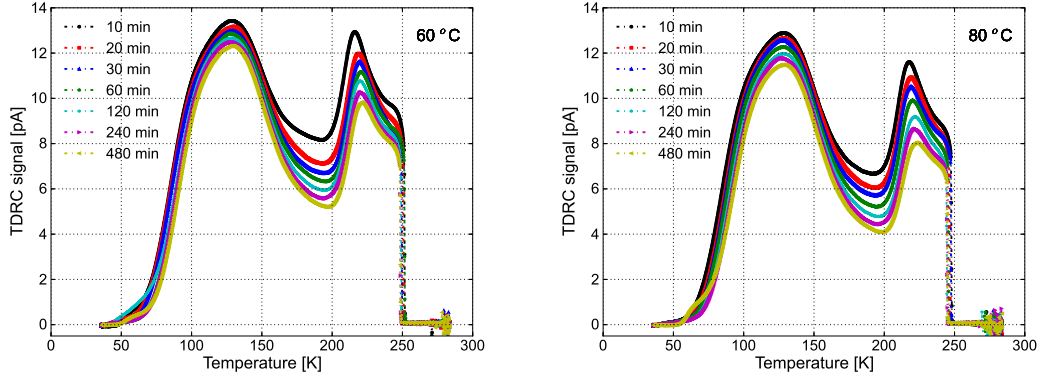 14
12
10
8
6
4
2
0
TDRC signal [pA]
10 min
20 min
30 min
60 min
120 min
240 min
480 min
60 °C
0 50 100 150 200 250 300
Temperature [K]
14
12
10
8
6
4
2
0
TDRC signal [pA]
10 min
20 min
30 min
60 min
120 min
240 min
480 min
80 °C
0 50 100 150 200 250 300
Temperature [K]